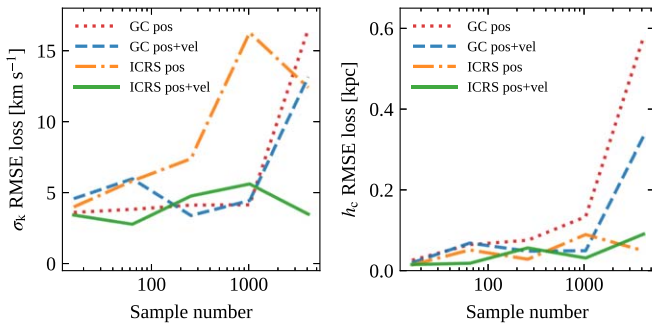 σk RMSE loss [km s−1]
15
10
5
0
GC pos
GC pos+vel
ICRS pos
ICRS pos+vel
100
1000
Sample number
hc RMSE loss [kpc]
0.6
0.4
0.2
0.0
GC pos
GC pos+vel
ICRS pos
ICRS pos+vel
100
1000
Sample number